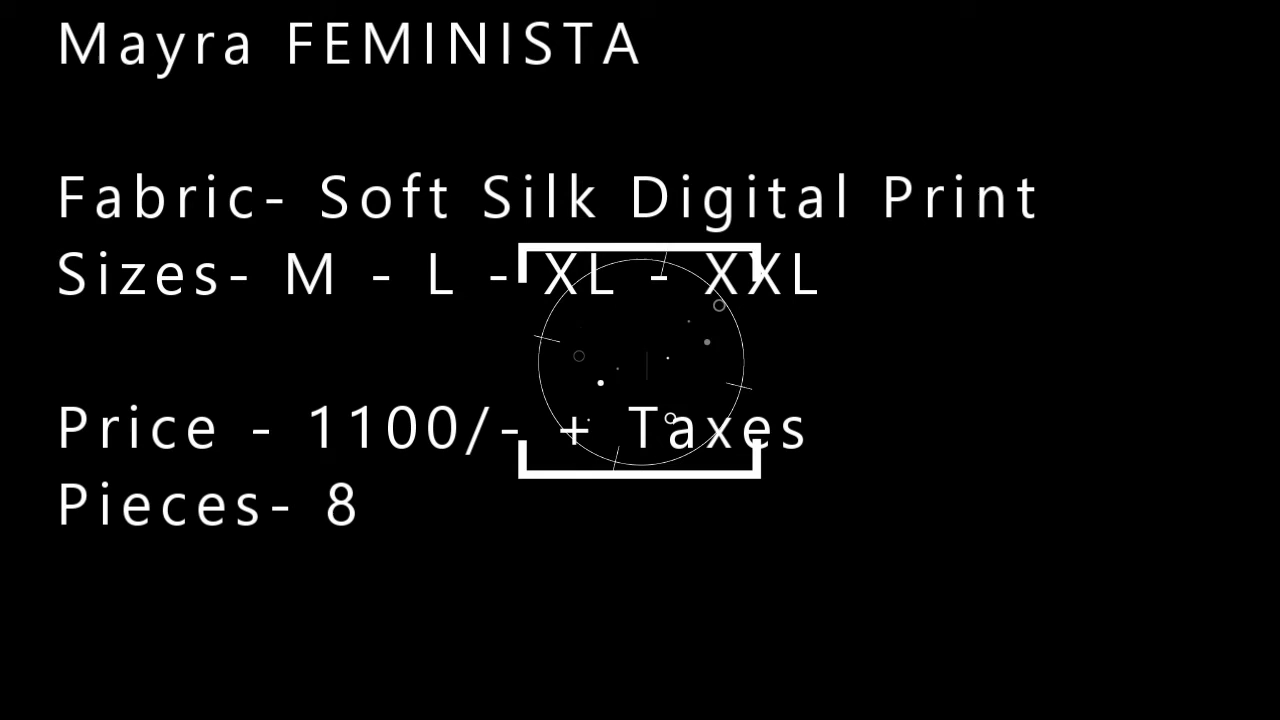 Mayra FEMINISTA
Fabric- Soft Silk Digital Print
Sizes- M - L - XL - XXL
Price - 1100/- + Taxes
Pieces- 8